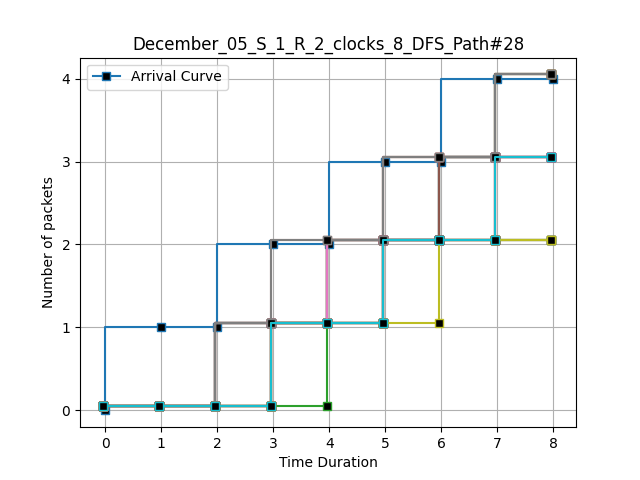 December_05_S_1_R_2_clocks_8_DFS_Path#28
Arrival Curve
Number of packets
4
3
2
1
0
0 1 2 3 4 5 6 7 8
Time Duration